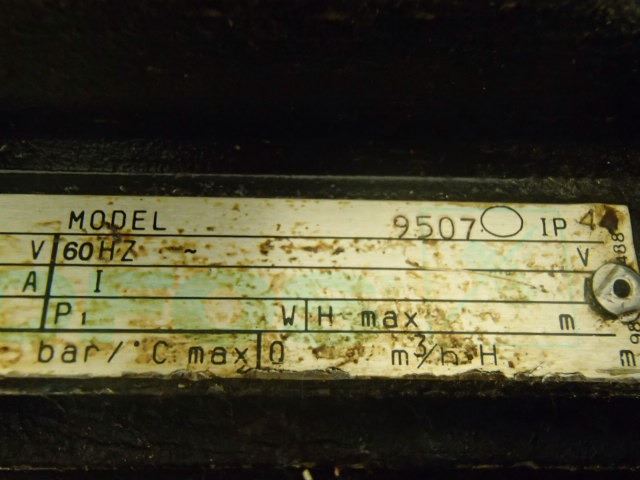 MODEL 9507 IP 4
V 60HZ ~ V
A I
P1 W H max m
bar/°C max Q m³/h H m